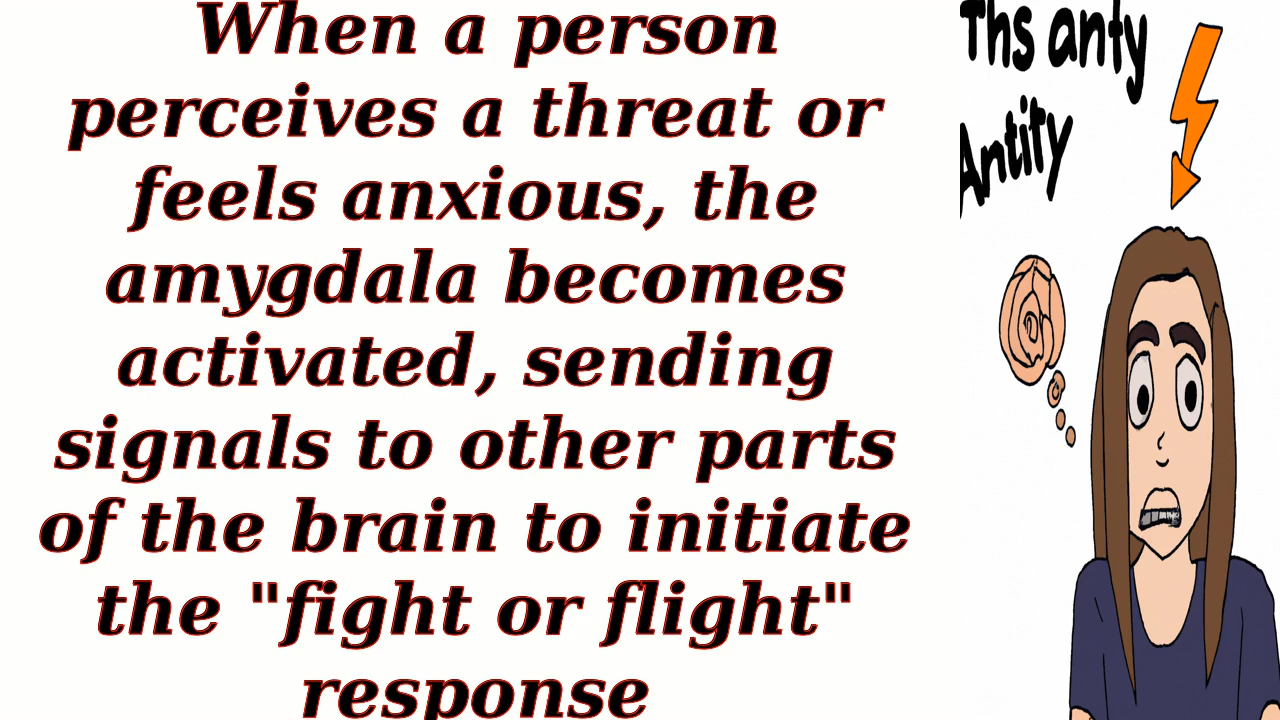 When a person
perceives a threat or
feels anxious, the
amygdala becomes
activated, sending
signals to other parts
of the brain to initiate
the "fight or flight"
response
Ths anty
Antity